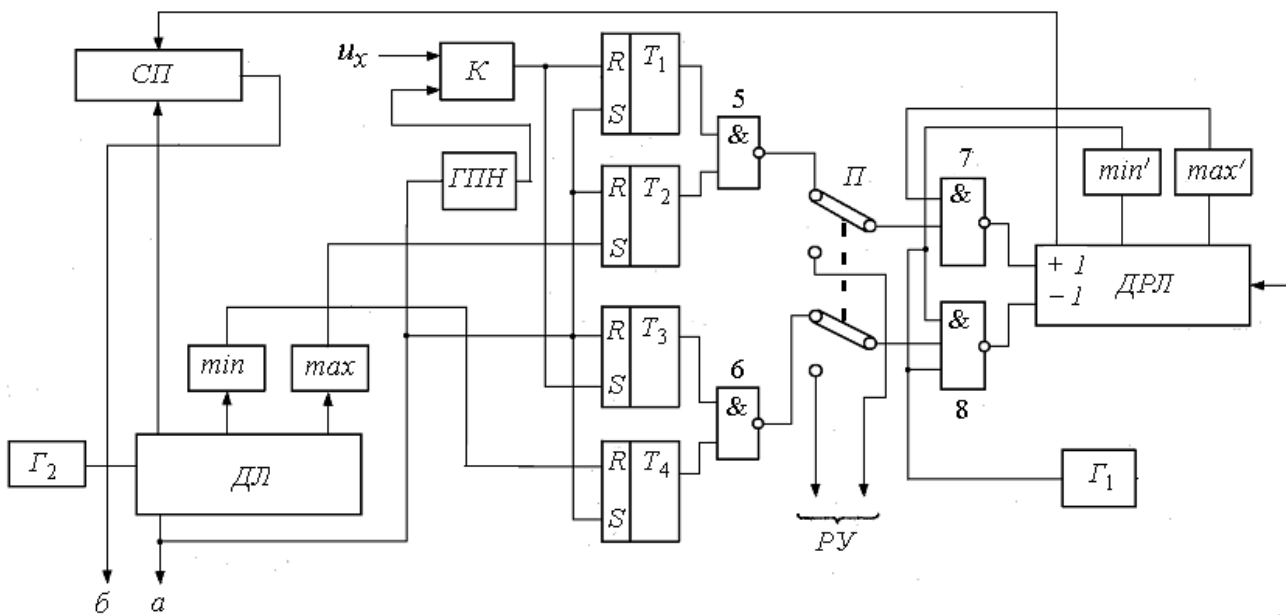 СП
u_x
К
R T₁
S
5
&
ГПН
R T₂
S
П
7
&
min′
max′
+ 1
− 1
ДРЛ
min
max
R T₃
S
6
&
&
8
Г₂
ДЛ
R T₄
S
Г₁
РУ
б
а